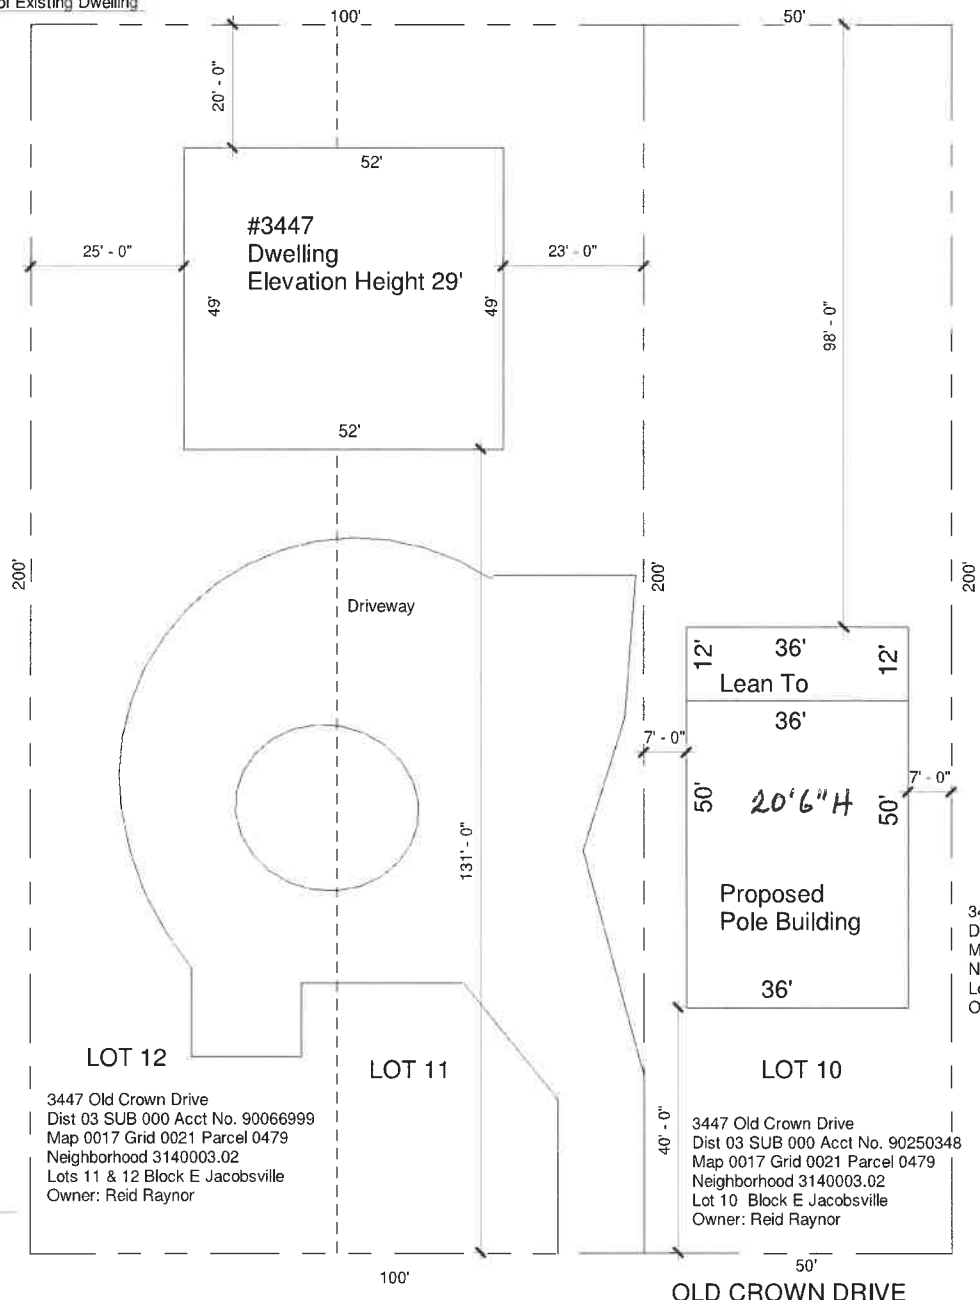 of Existing Dwelling
100'
50'
20' - 0"
52'
#3447
Dwelling
Elevation Height 29'
25' - 0"
23' - 0"
49'
49'
98' - 0"
52'
200'
Driveway
200'
200'
12'
36'
12'
Lean To
36'
7' - 0"
7' - 0"
50'
20'6"H
50'
131' - 0"
Proposed
Pole Building
36'
LOT 12
LOT 11
LOT 10
3447 Old Crown Drive
Dist 03 SUB 000 Acct No. 90066999
Map 0017 Grid 0021 Parcel 0479
Neighborhood 3140003.02
Lots 11 & 12 Block E Jacobsville
Owner: Reid Raynor
40' - 0"
3447 Old Crown Drive
Dist 03 SUB 000 Acct No. 90250348
Map 0017 Grid 0021 Parcel 0479
Neighborhood 3140003.02
Lot 10 Block E Jacobsville
Owner: Reid Raynor
100'
50'
OLD CROWN DRIVE